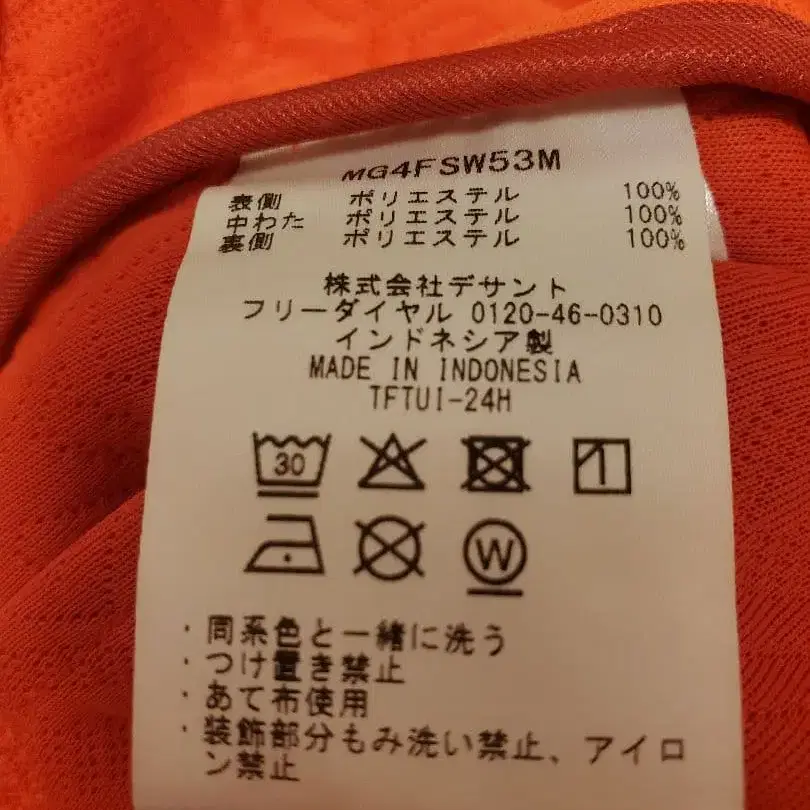 MG4FSW53M
表側 ポリエステル 100%
中わた ポリエステル 100%
裏側 ポリエステル 100%
株式会社デサント
フリーダイヤル 0120-46-0310
インドネシア製
MADE IN INDONESIA
TFTUI-24H
30
W
・同系色と一緒に洗う
・つけ置き禁止
・あて布使用
・装飾部分もみ洗い禁止、アイロ
ン禁止